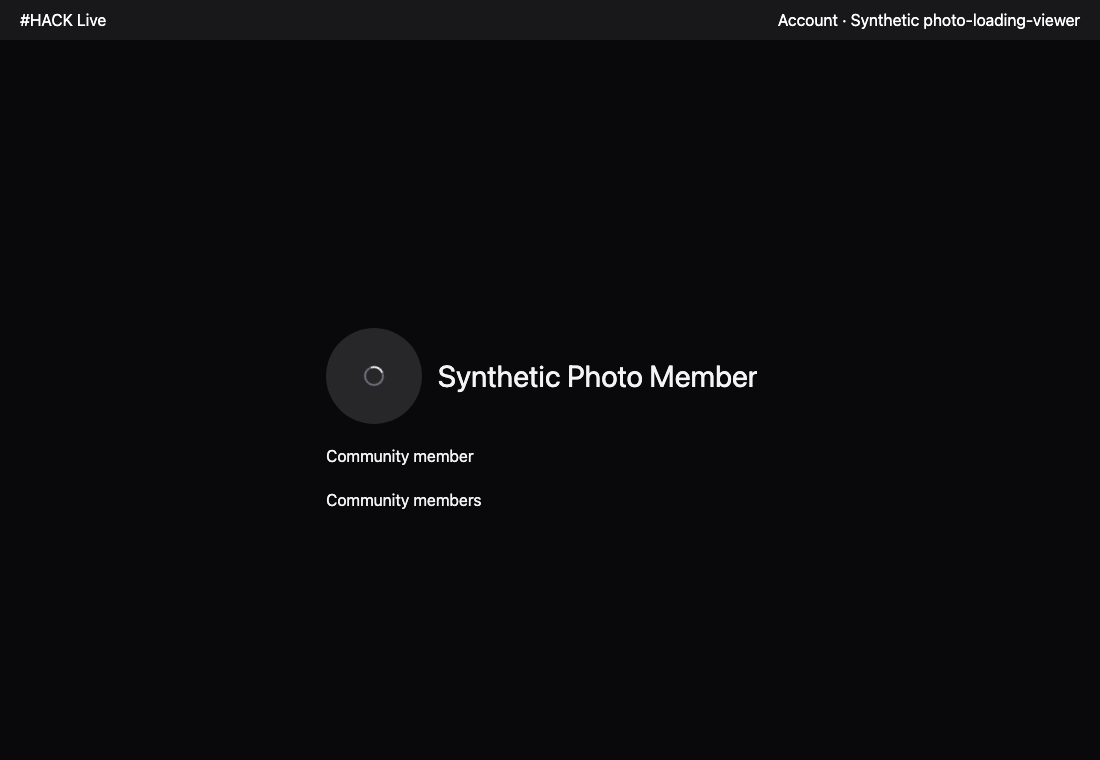 #HACK Live
Account · Synthetic photo-loading-viewer
Synthetic Photo Member
Community member
Community members